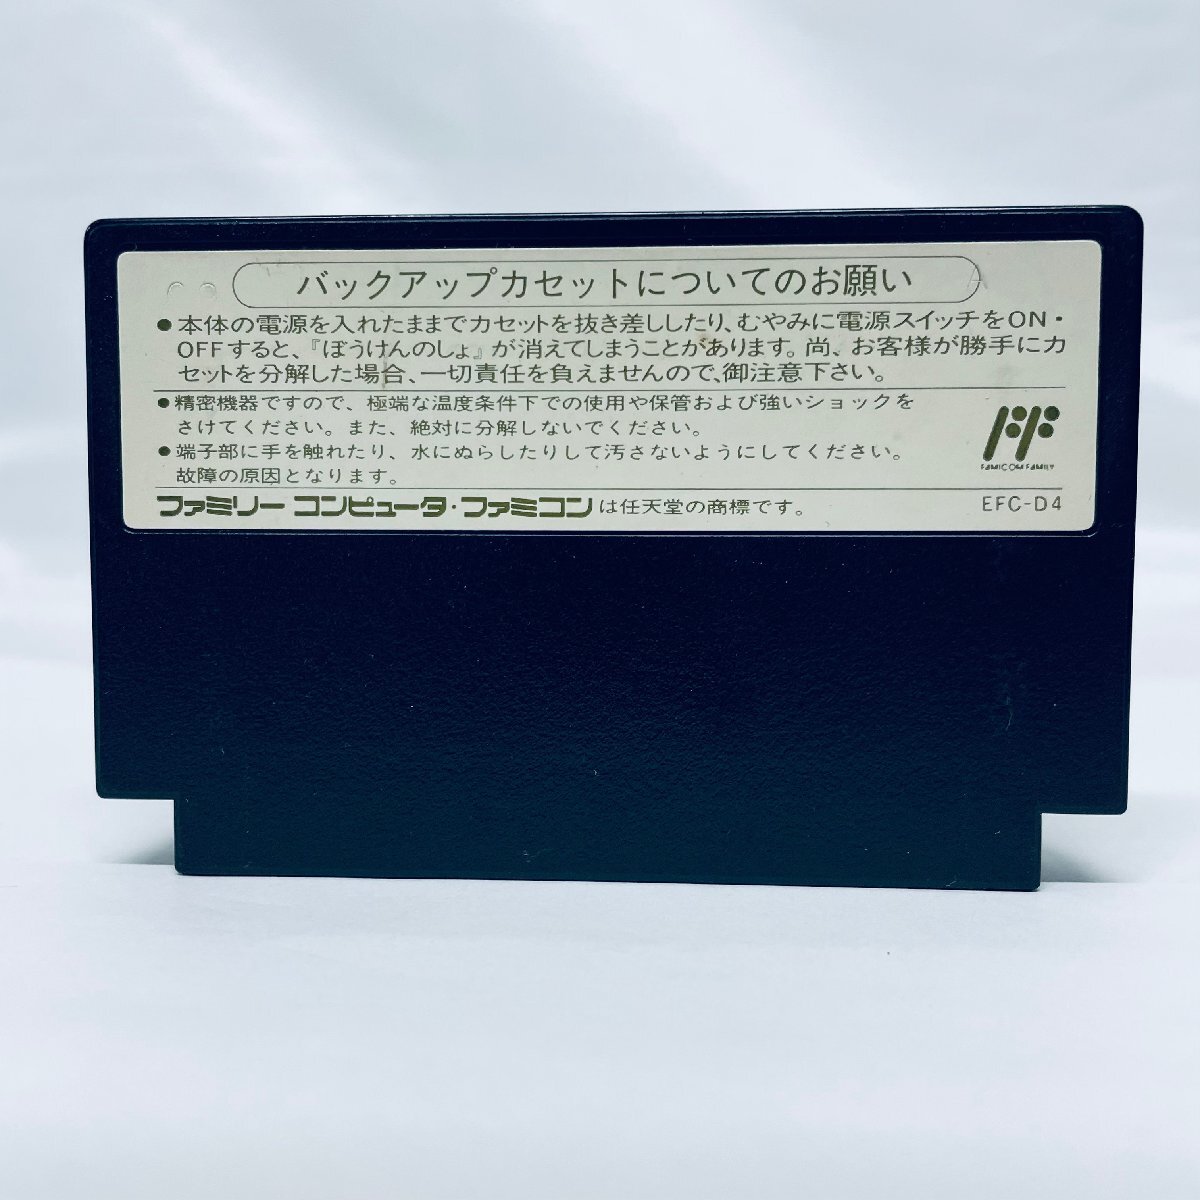 バックアップカセットについてのお願い
●本体の電源を入れたままでカセットを抜き差ししたり、むやみに電源スイッチをON・
OFFすると、『ぼうけんのしょ』が消えてしまうことがあります。尚、お客様が勝手にカ
セットを分解した場合、一切責任を負えませんので、御注意下さい。
●精密機器ですので、極端な温度条件下での使用や保管および強いショックを
さけてください。また、絶対に分解しないでください。
●端子部に手を触れたり、水にぬらしたりして汚さないようにしてください。
故障の原因となります。
FAMICOM FAMILY
ファミリーコンピュータ・ファミコンは任天堂の商標です。
EFC-D4